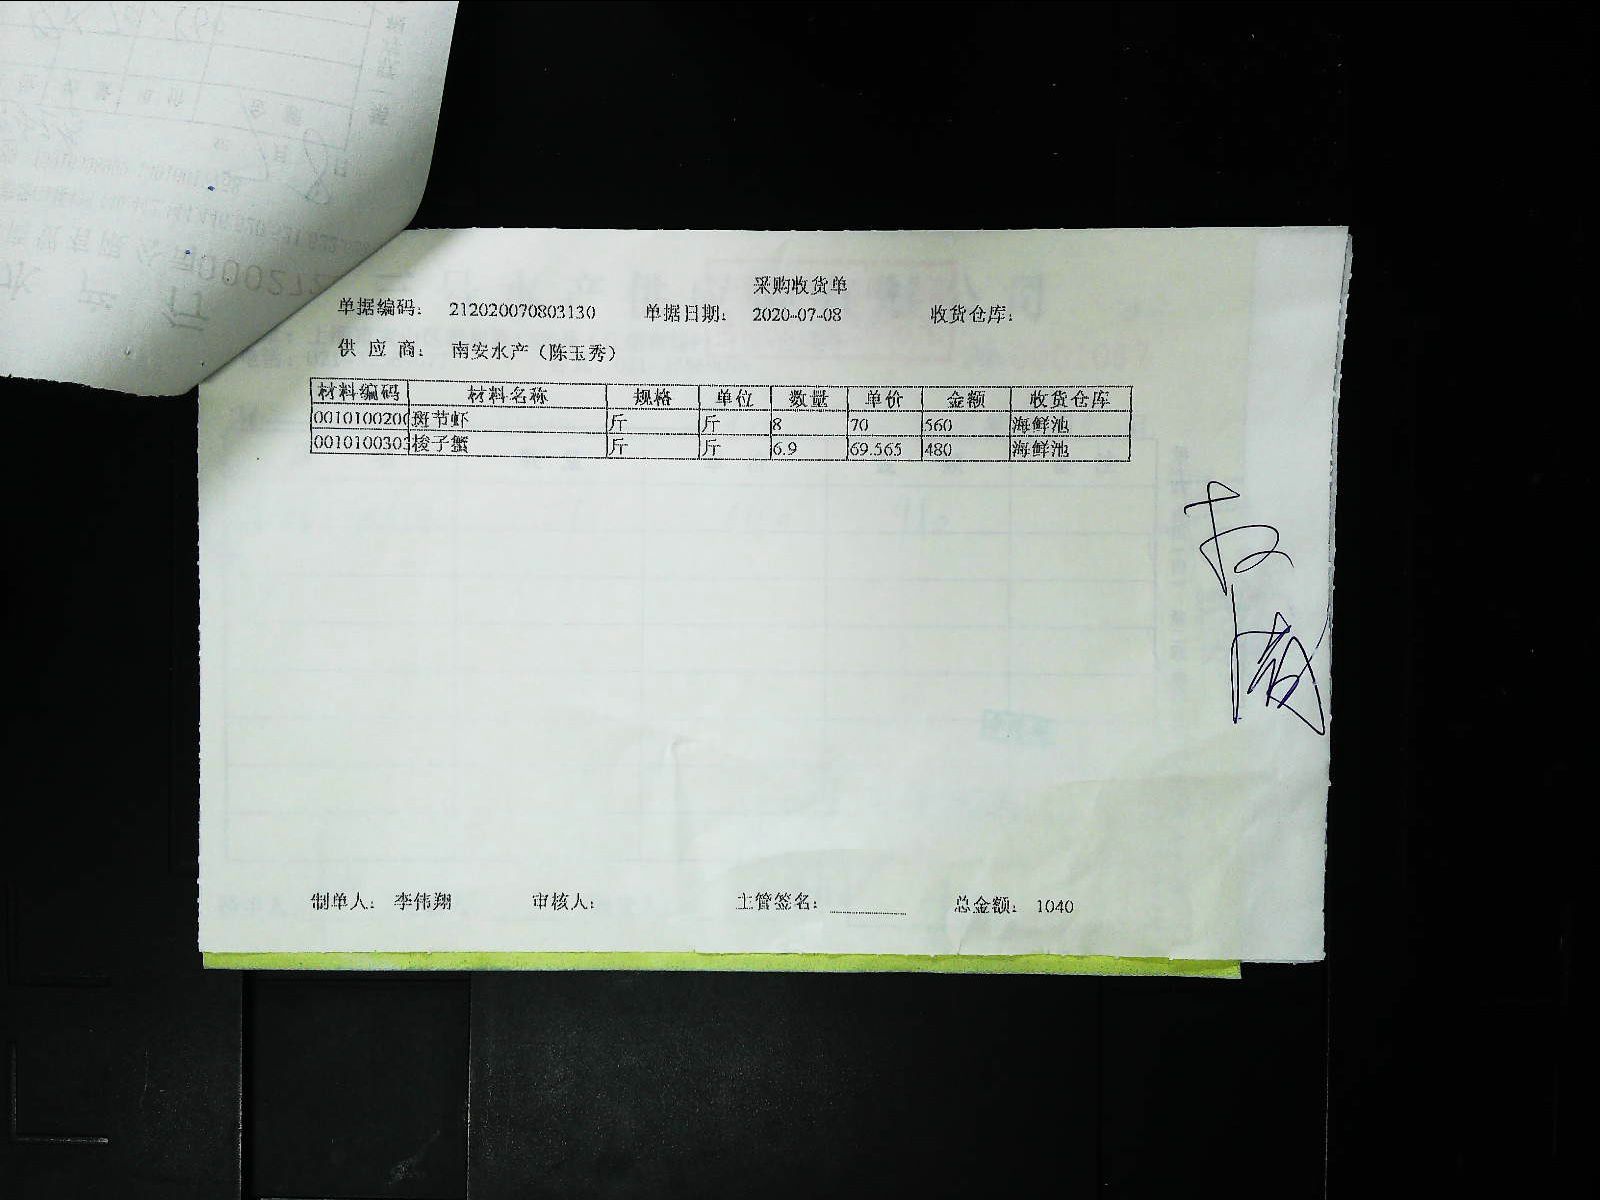 采购收货单
单据编码： 212020070803130 单据日期： 2020-07-08 收货仓库：
供 应 商： 南安水产（陈玉秀）
材料编码 材料名称 规格 单位 数量 单价 金额 收货仓库
0010100200 斑节虾 斤 斤 8 70 560 海鲜池
0010100303 梭子蟹 斤 斤 6.9 69.565 480 海鲜池
制单人： 李伟翔 审核人： 主管签名： 总金额： 1040